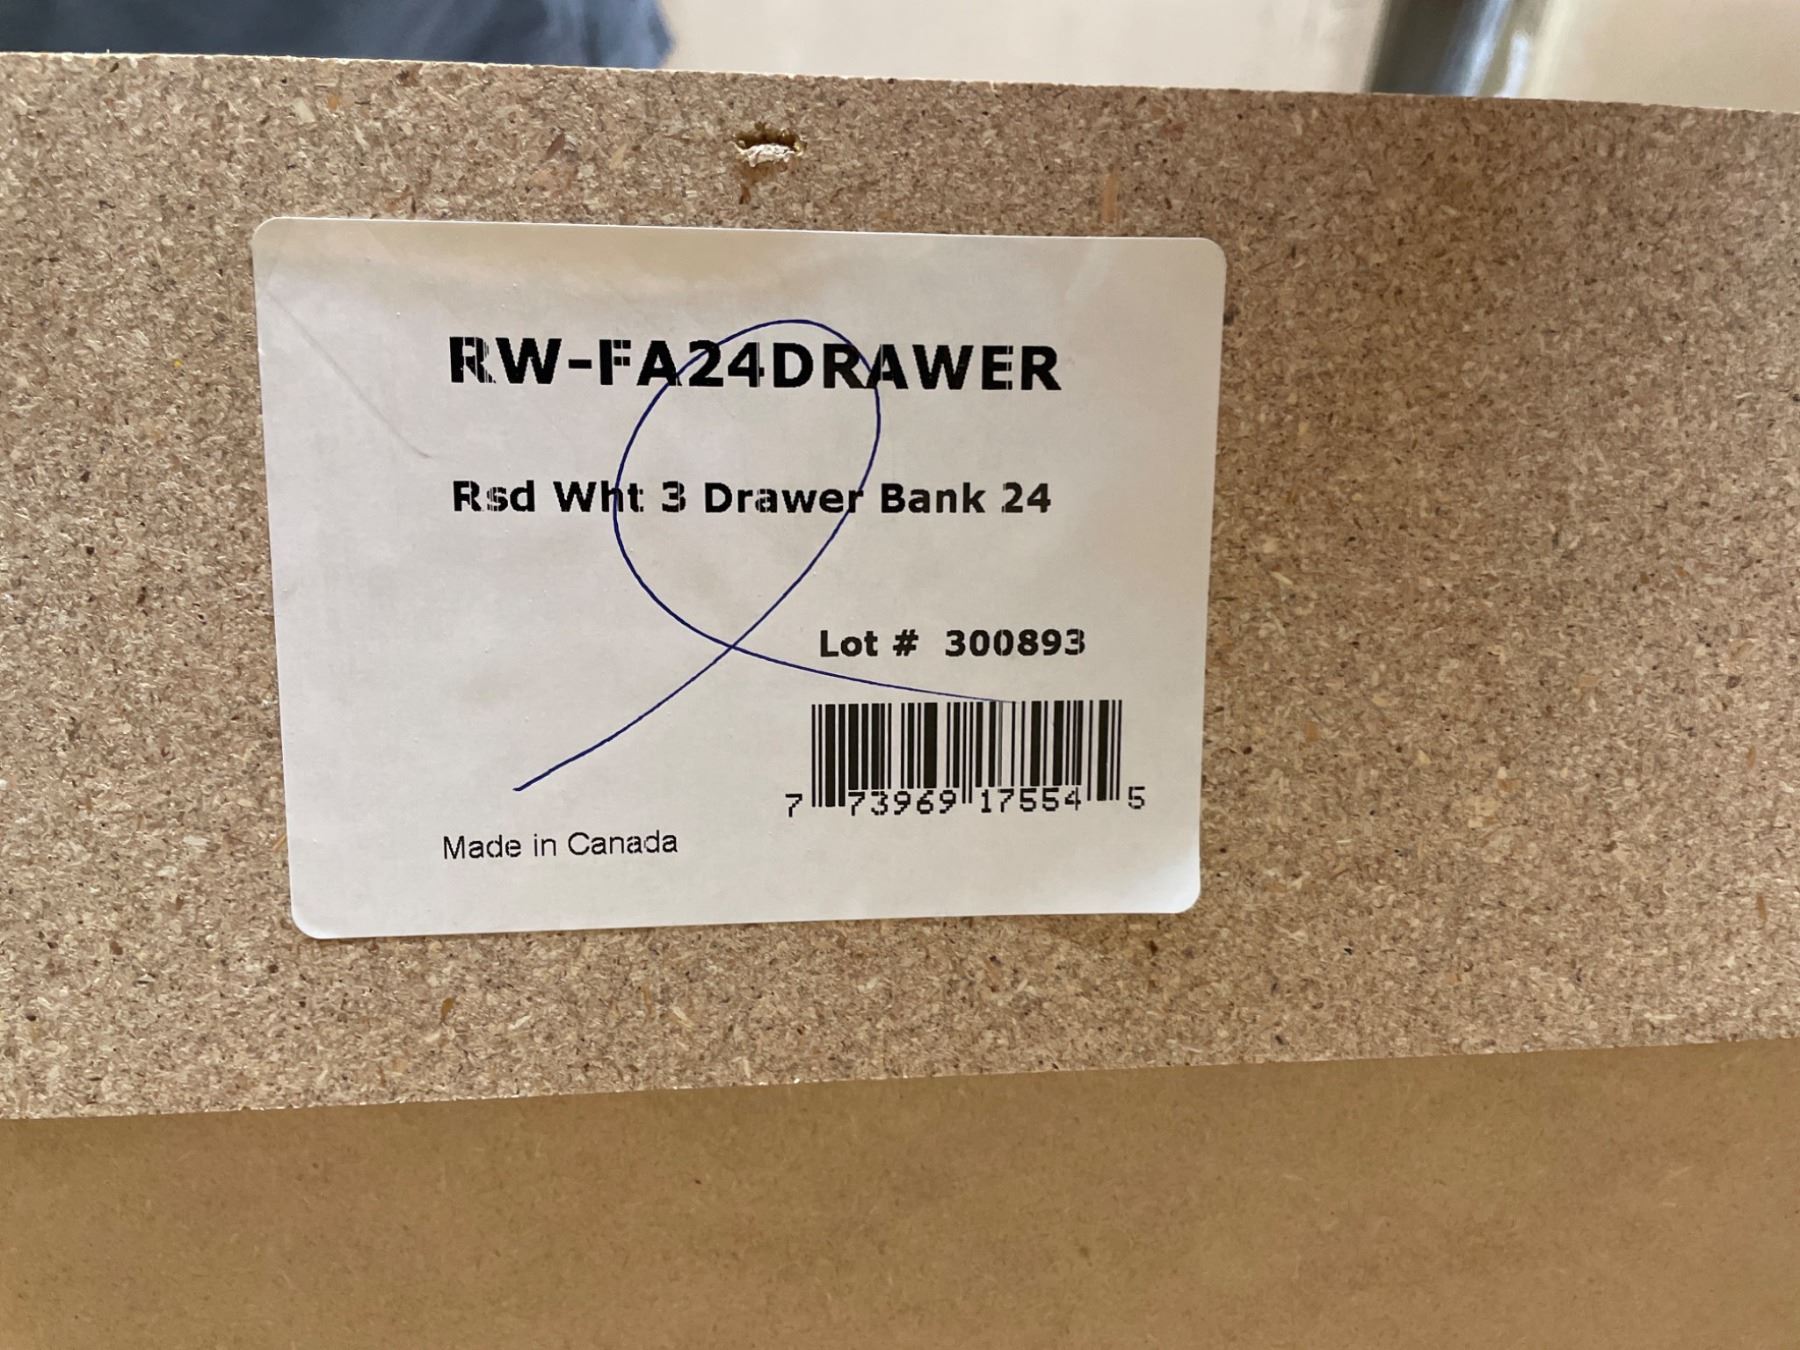 RW-FA24DRAWER
Rsd Wht 3 Drawer Bank 24
Lot # 300893
7 73969 17554 5
Made in Canada